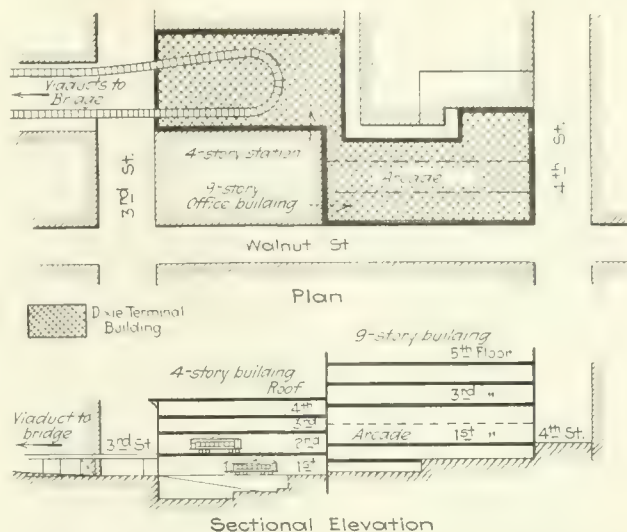 Viaducts to
Bridge
3rd St.
4-story station
9-story
Office building
Arcade
4th St.
Walnut St
Plan
Dixie Terminal
Building
9-story building
5th Floor
4-story building
Roof
3rd "
4th
3rd
Viaduct to
bridge
3rd St
2nd
Arcade
1st "
4th St.
1st
Sectional Elevation